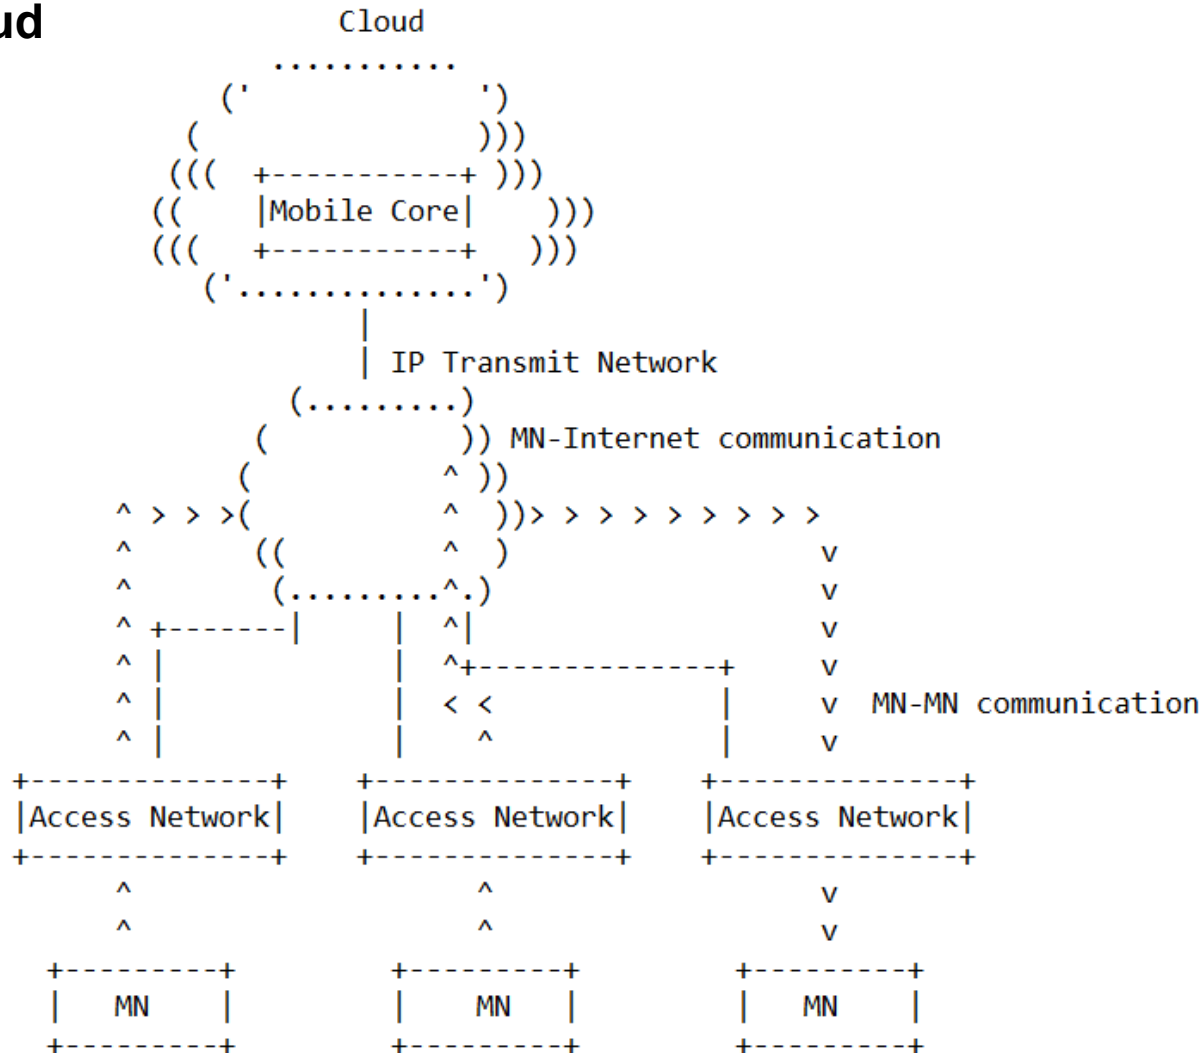 ud
Cloud
Mobile Core
IP Transmit Network
MN-Internet communication
MN-MN communication
Access Network Access Network Access Network
MN MN MN